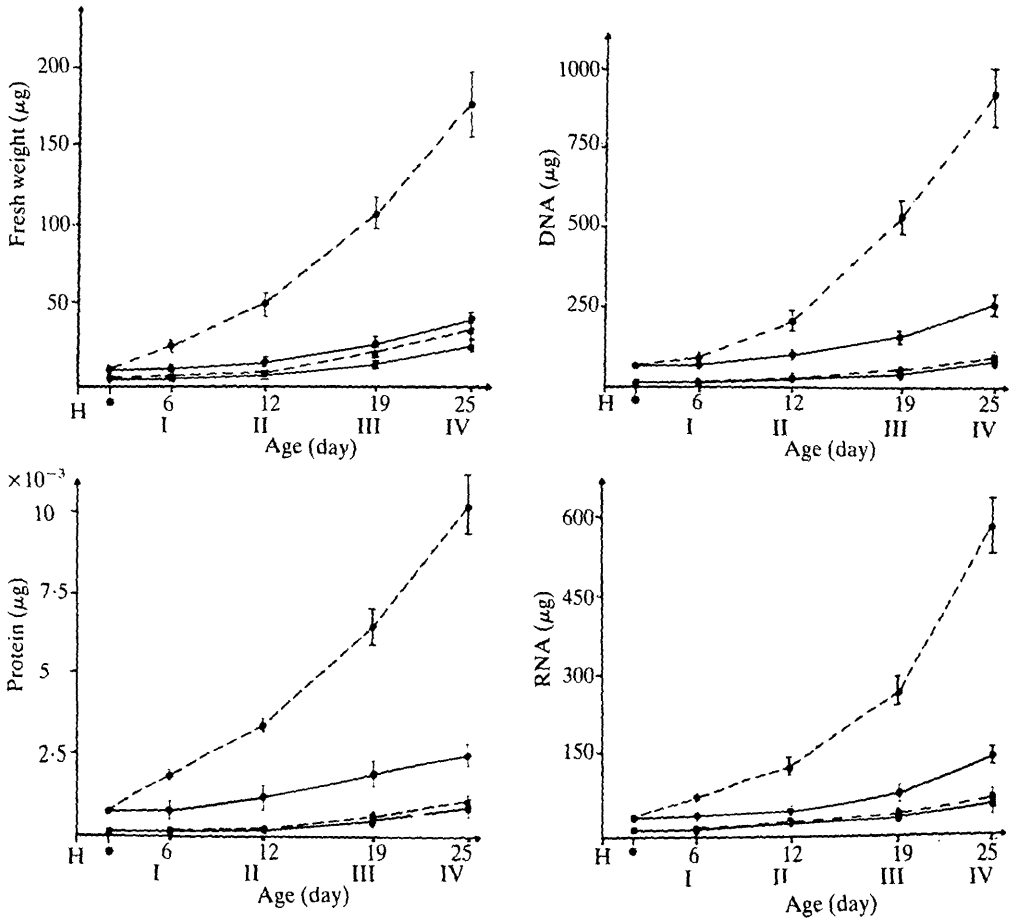 Fresh weight (μg)
200
150
100
50
H
6
12
19
25
I
II
III
IV
Age (day)
DNA (μg)
1000
750
500
250
H
6
12
19
25
I
II
III
IV
Age (day)
×10⁻³
Protein (μg)
10
7·5
5
2·5
H
6
12
19
25
I
II
III
IV
Age (day)
RNA (μg)
600
450
300
150
H
6
12
19
25
I
II
III
IV
Age (day)